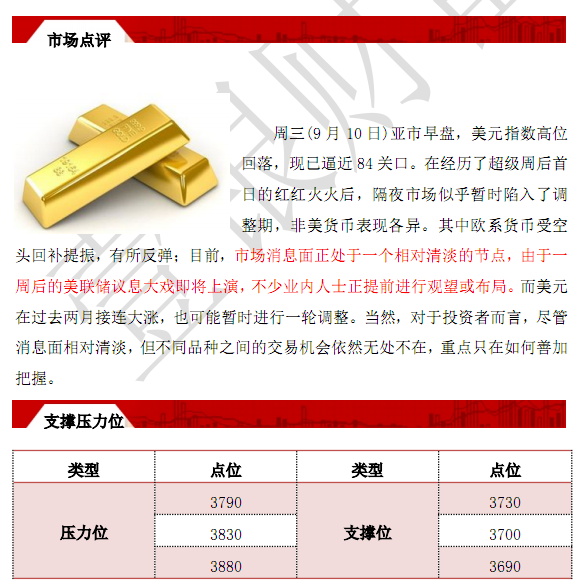 市场点评
周三(9月10日)亚市早盘，美元指数高位
回落，现已逼近84关口。在经历了超级周后首
日的红红火火后，隔夜市场似乎暂时陷入了调
整期，非美货币表现各异。其中欧系货币受空
头回补提振，有所反弹；目前，市场消息面正处于一个相对清淡的节点，由于一
周后的美联储议息大戏即将上演，不少业内人士正提前进行观望或布局。而美元
在过去两月接连大涨，也可能暂时进行一轮调整。当然，对于投资者而言，尽管
消息面相对清淡，但不同品种之间的交易机会依然无处不在，重点只在如何善加
把握。
支撑压力位
类型 点位 类型 点位
3790 3730
压力位 3830 支撑位 3700
3880 3690